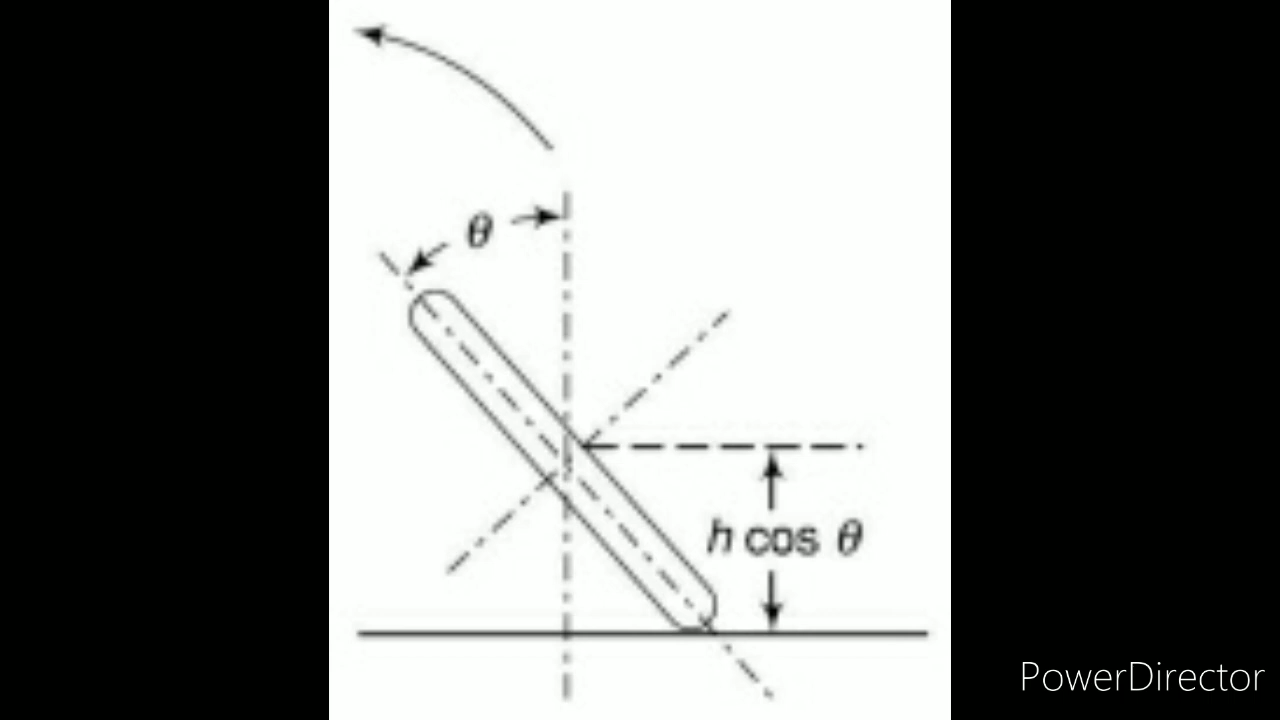 θ
h cos θ
PowerDirector